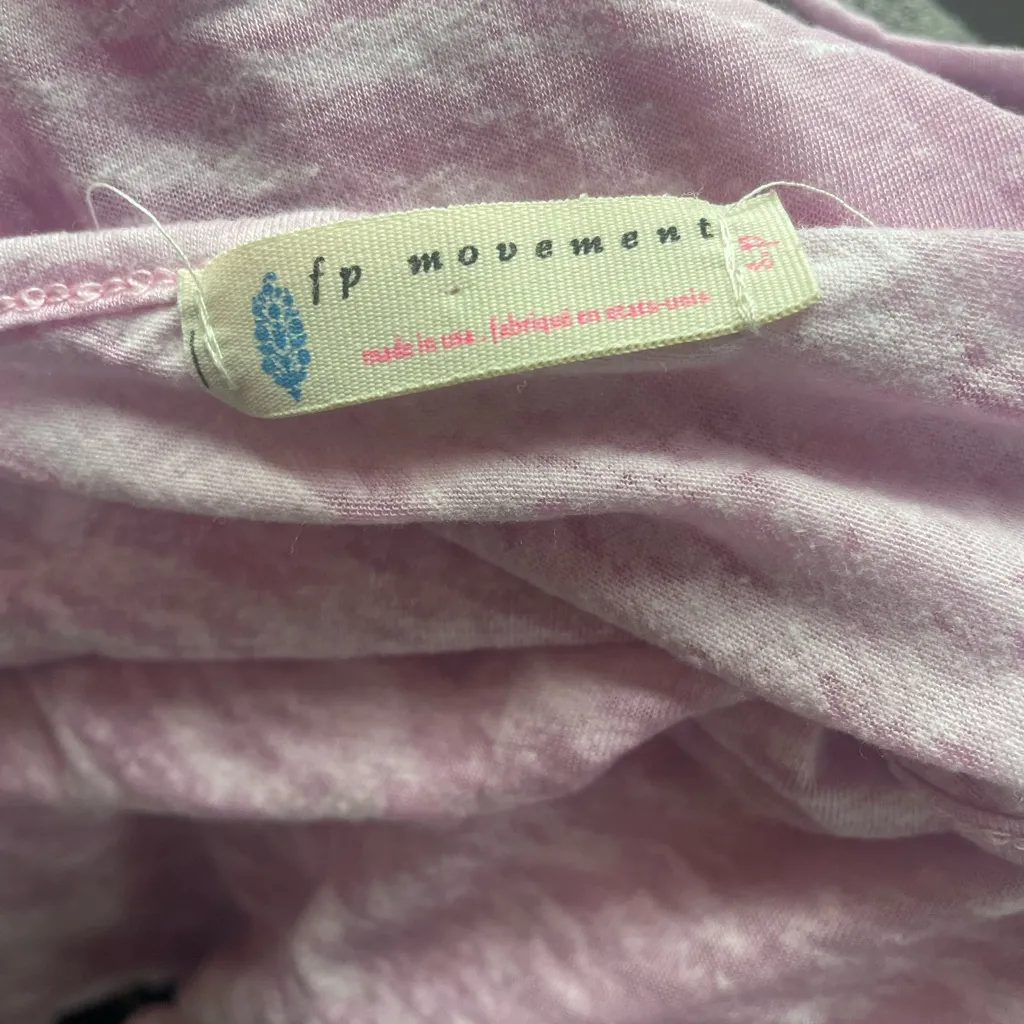 fp movement
made in usa . fabriqué en etats-unis